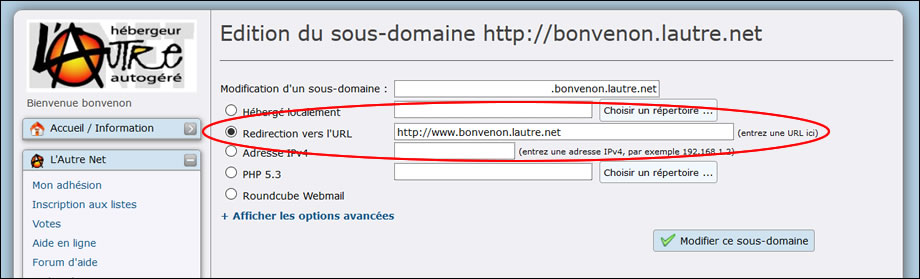 hébergeur
L'AUTRE
autogéré
Bienvenue bonvenon
Accueil / Information
L'Autre Net
Mon adhésion
Inscription aux listes
Votes
Aide en ligne
Forum d'aide
Edition du sous-domaine http://bonvenon.lautre.net
Modification d'un sous-domaine : .bonvenon.lautre.net
Hébergé localement Choisir un répertoire ...
Redirection vers l'URL http://www.bonvenon.lautre.net (entrez une URL ici)
Adresse IPv4 (entrez une adresse IPv4, par exemple 192.168.1.2)
PHP 5.3 Choisir un répertoire ...
Roundcube Webmail
+ Afficher les options avancées
Modifier ce sous-domaine